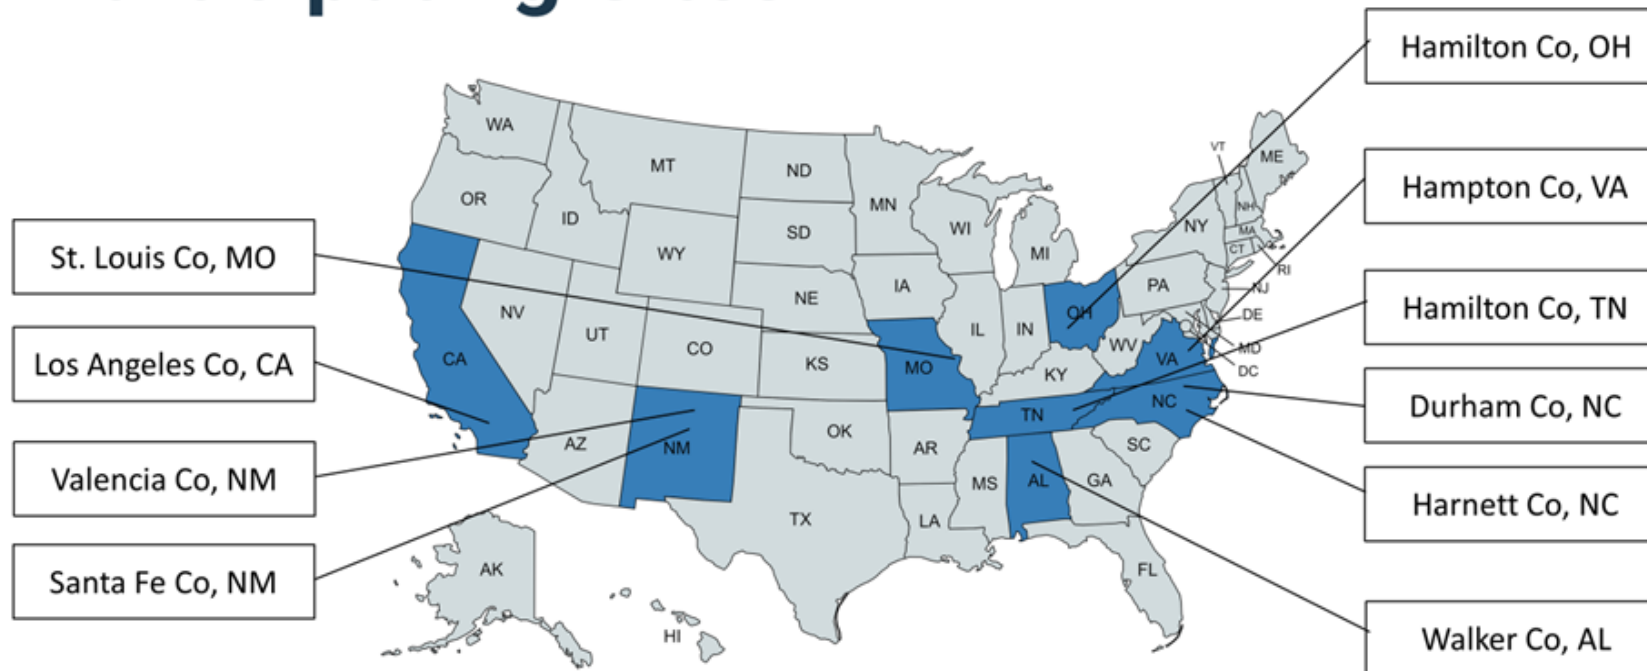 Hamilton Co, OH
Hampton Co, VA
Hamilton Co, TN
Durham Co, NC
Harnett Co, NC
Walker Co, AL
St. Louis Co, MO
Los Angeles Co, CA
Valencia Co, NM
Santa Fe Co, NM
WA
OR
ID
MT
ND
SD
WY
NE
MN
WI
MI
IA
IL
IN
OH
PA
NY
VT
NH
ME
MA
CT
RI
NJ
DE
MD
DC
WV
VA
KY
NC
TN
SC
GA
AL
MS
FL
LA
AR
MO
KS
OK
TX
CO
NM
UT
AZ
NV
CA
AK
HI